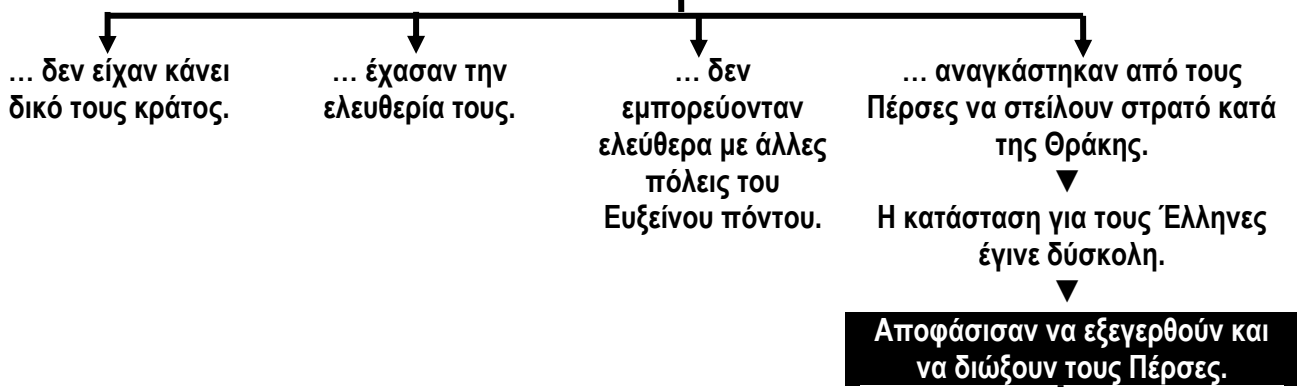 … δεν είχαν κάνει
δικό τους κράτος.
… έχασαν την
ελευθερία τους.
… δεν
εμπορεύονταν
ελεύθερα με άλλες
πόλεις του
Ευξείνου πόντου.
… αναγκάστηκαν από τους
Πέρσες να στείλουν στρατό κατά
της Θράκης.
▼
Η κατάσταση για τους Έλληνες
έγινε δύσκολη.
▼
Αποφάσισαν να εξεγερθούν και
να διώξουν τους Πέρσες.